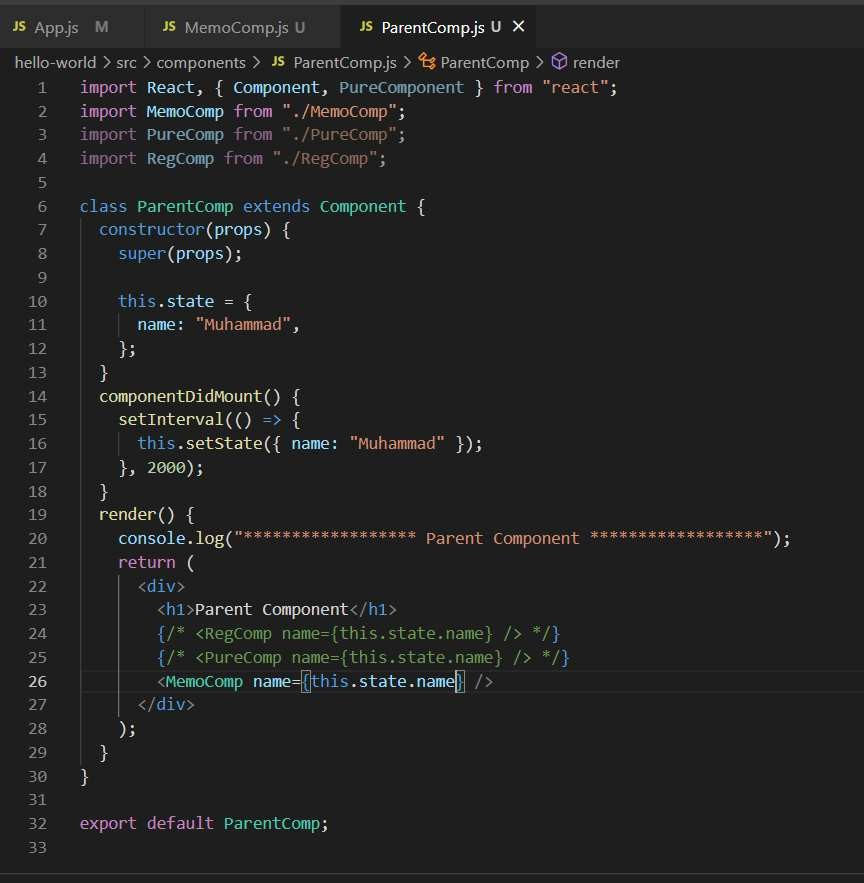 JS App.js M JS MemoComp.js U JS ParentComp.js U ×
hello-world > src > components > JS ParentComp.js > ParentComp > render
1 import React, { Component, PureComponent } from "react";
2 import MemoComp from "./MemoComp";
3 import PureComp from "./PureComp";
4 import RegComp from "./RegComp";
5
6 class ParentComp extends Component {
7 constructor(props) {
8 super(props);
9
10 this.state = {
11 name: "Muhammad",
12 };
13 }
14 componentDidMount() {
15 setInterval(() => {
16 this.setState({ name: "Muhammad" });
17 }, 2000);
18 }
19 render() {
20 console.log("****************** Parent Component ******************");
21 return (
22 <div>
23 <h1>Parent Component</h1>
24 {/* <RegComp name={this.state.name} /> */}
25 {/* <PureComp name={this.state.name} /> */}
26 <MemoComp name={this.state.name} />
27 </div>
28 );
29 }
30 }
31
32 export default ParentComp;
33